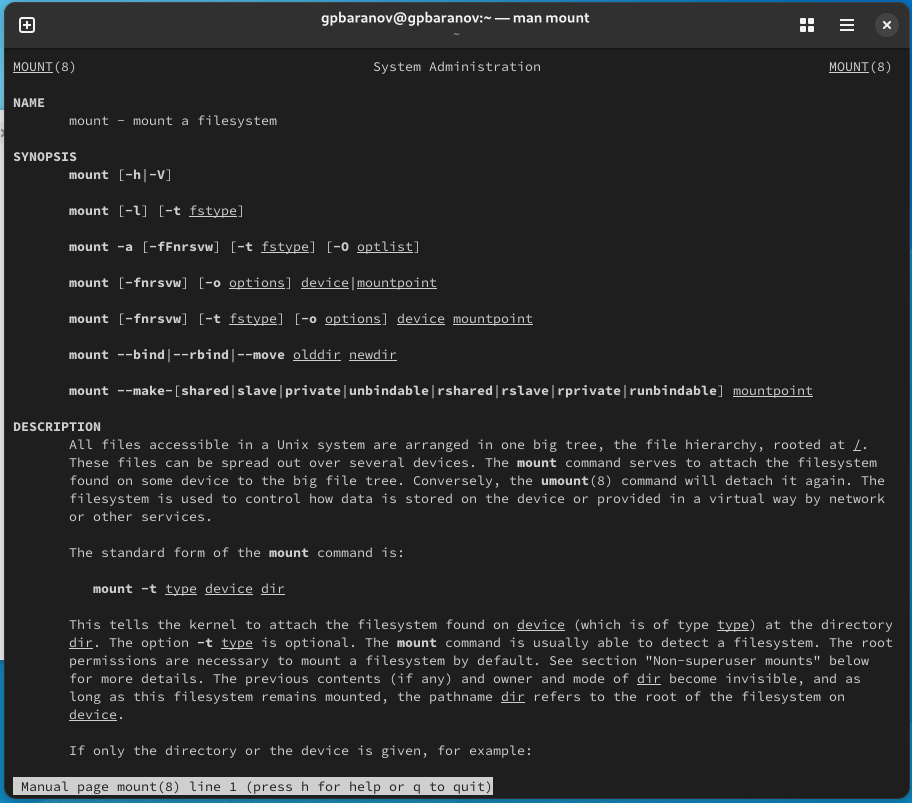 gpbaranov@gpbaranov:~ — man mount
~
MOUNT(8) System Administration MOUNT(8)
NAME
mount - mount a filesystem
SYNOPSIS
mount [-h|-V]
mount [-l] [-t fstype]
mount -a [-fFnrsvw] [-t fstype] [-O optlist]
mount [-fnrsvw] [-o options] device|mountpoint
mount [-fnrsvw] [-t fstype] [-o options] device mountpoint
mount --bind|--rbind|--move olddir newdir
mount --make-[shared|slave|private|unbindable|rshared|rslave|rprivate|runbindable] mountpoint
DESCRIPTION
All files accessible in a Unix system are arranged in one big tree, the file hierarchy, rooted at /.
These files can be spread out over several devices. The mount command serves to attach the filesystem
found on some device to the big file tree. Conversely, the umount(8) command will detach it again. The
filesystem is used to control how data is stored on the device or provided in a virtual way by network
or other services.
The standard form of the mount command is:
mount -t type device dir
This tells the kernel to attach the filesystem found on device (which is of type type) at the directory
dir. The option -t type is optional. The mount command is usually able to detect a filesystem. The root
permissions are necessary to mount a filesystem by default. See section "Non-superuser mounts" below
for more details. The previous contents (if any) and owner and mode of dir become invisible, and as
long as this filesystem remains mounted, the pathname dir refers to the root of the filesystem on
device.
If only the directory or the device is given, for example:
Manual page mount(8) line 1 (press h for help or q to quit)